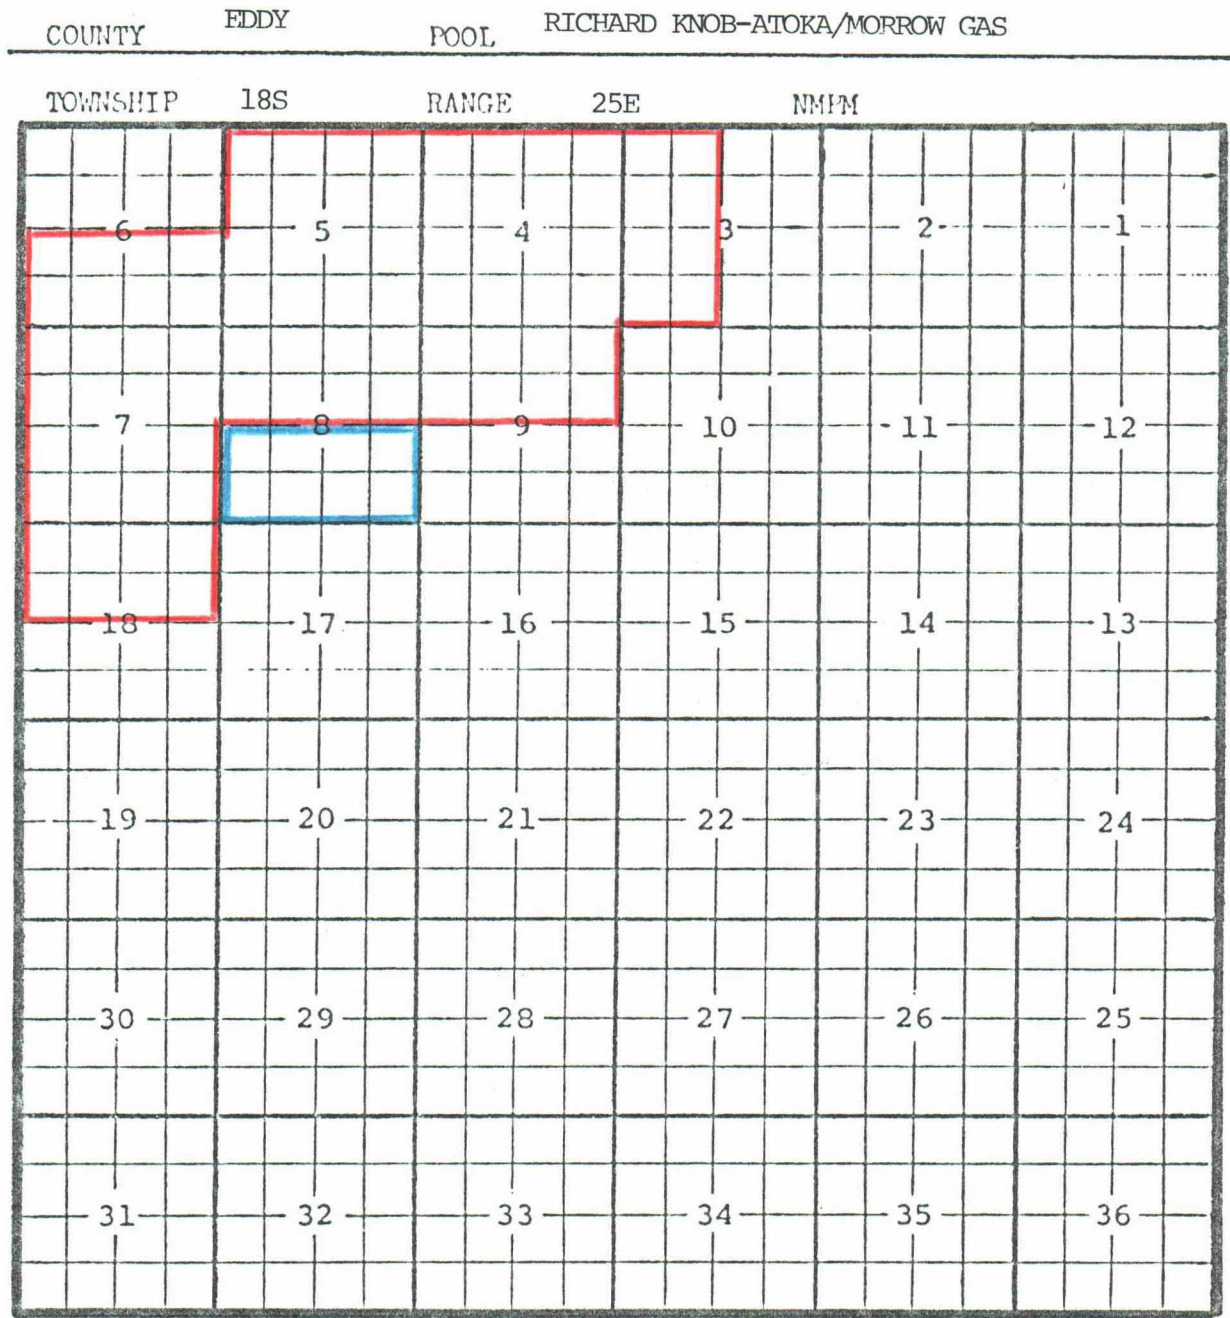 COUNTY EDDY POOL RICHARD KNOB-ATOKA/MORROW GAS
TOWNSHIP 18S RANGE 25E NMPM
6 5 4 3 2 1
7 8 9 10 11 12
18 17 16 15 14 13
19 20 21 22 23 24
30 29 28 27 26 25
31 32 33 34 35 36